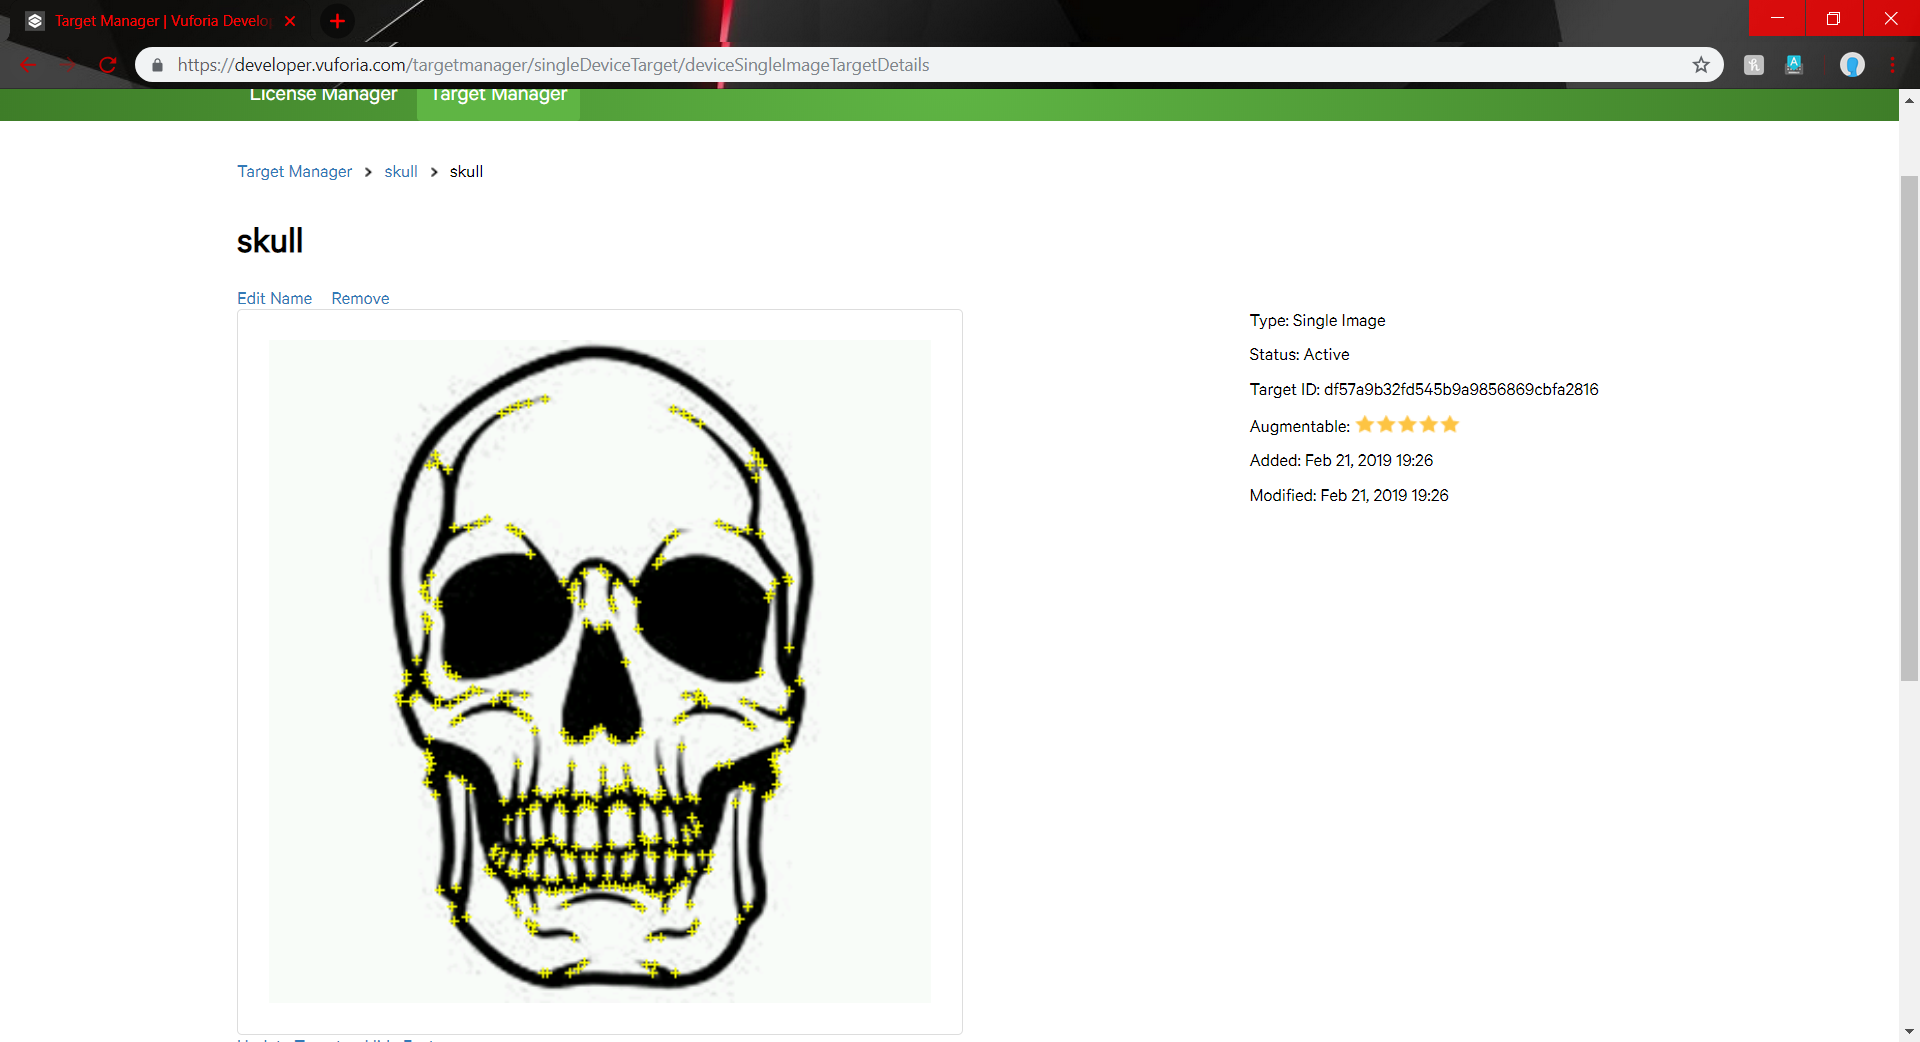 Target Manager | Vuforia Develo
https://developer.vuforia.com/targetmanager/singleDeviceTarget/deviceSingleImageTargetDetails
License Manager Target Manager
Target Manager > skull > skull
skull
Edit Name Remove
Type: Single Image
Status: Active
Target ID: df57a9b32fd545b9a9856869cbfa2816
Augmentable:
Added: Feb 21, 2019 19:26
Modified: Feb 21, 2019 19:26